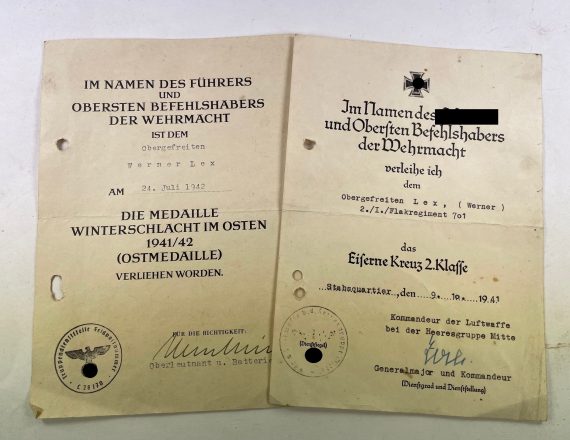 IM NAMEN DES FÜHRERS
UND
OBERSTEN BEFEHLSHABERS
DER WEHRMACHT
IST DEM
Obergefreiten
Werner Lex
AM 24. Juli 1942
DIE MEDAILLE
WINTERSCHLACHT IM OSTEN
1941/42
(OSTMEDAILLE)
VERLIEHEN WORDEN.
FÜR DIE RICHTIGKEIT:
Oberleutnant u. Batterie
Im Namen des
und Obersten Befehlshabers
der Wehrmacht
verleihe ich
dem
Obergefreiten Lex, (Werner)
2./I./Flakregiment 701
das
Eiserne Kreuz 2. Klasse
Stabsquartier, den 9. 10. 1941
Kommandeur der Luftwaffe
bei der Heeresgruppe Mitte
(Dienstsiegel)
Generalmajor und Kommandeur
(Dienstgrad und Dienststellung)